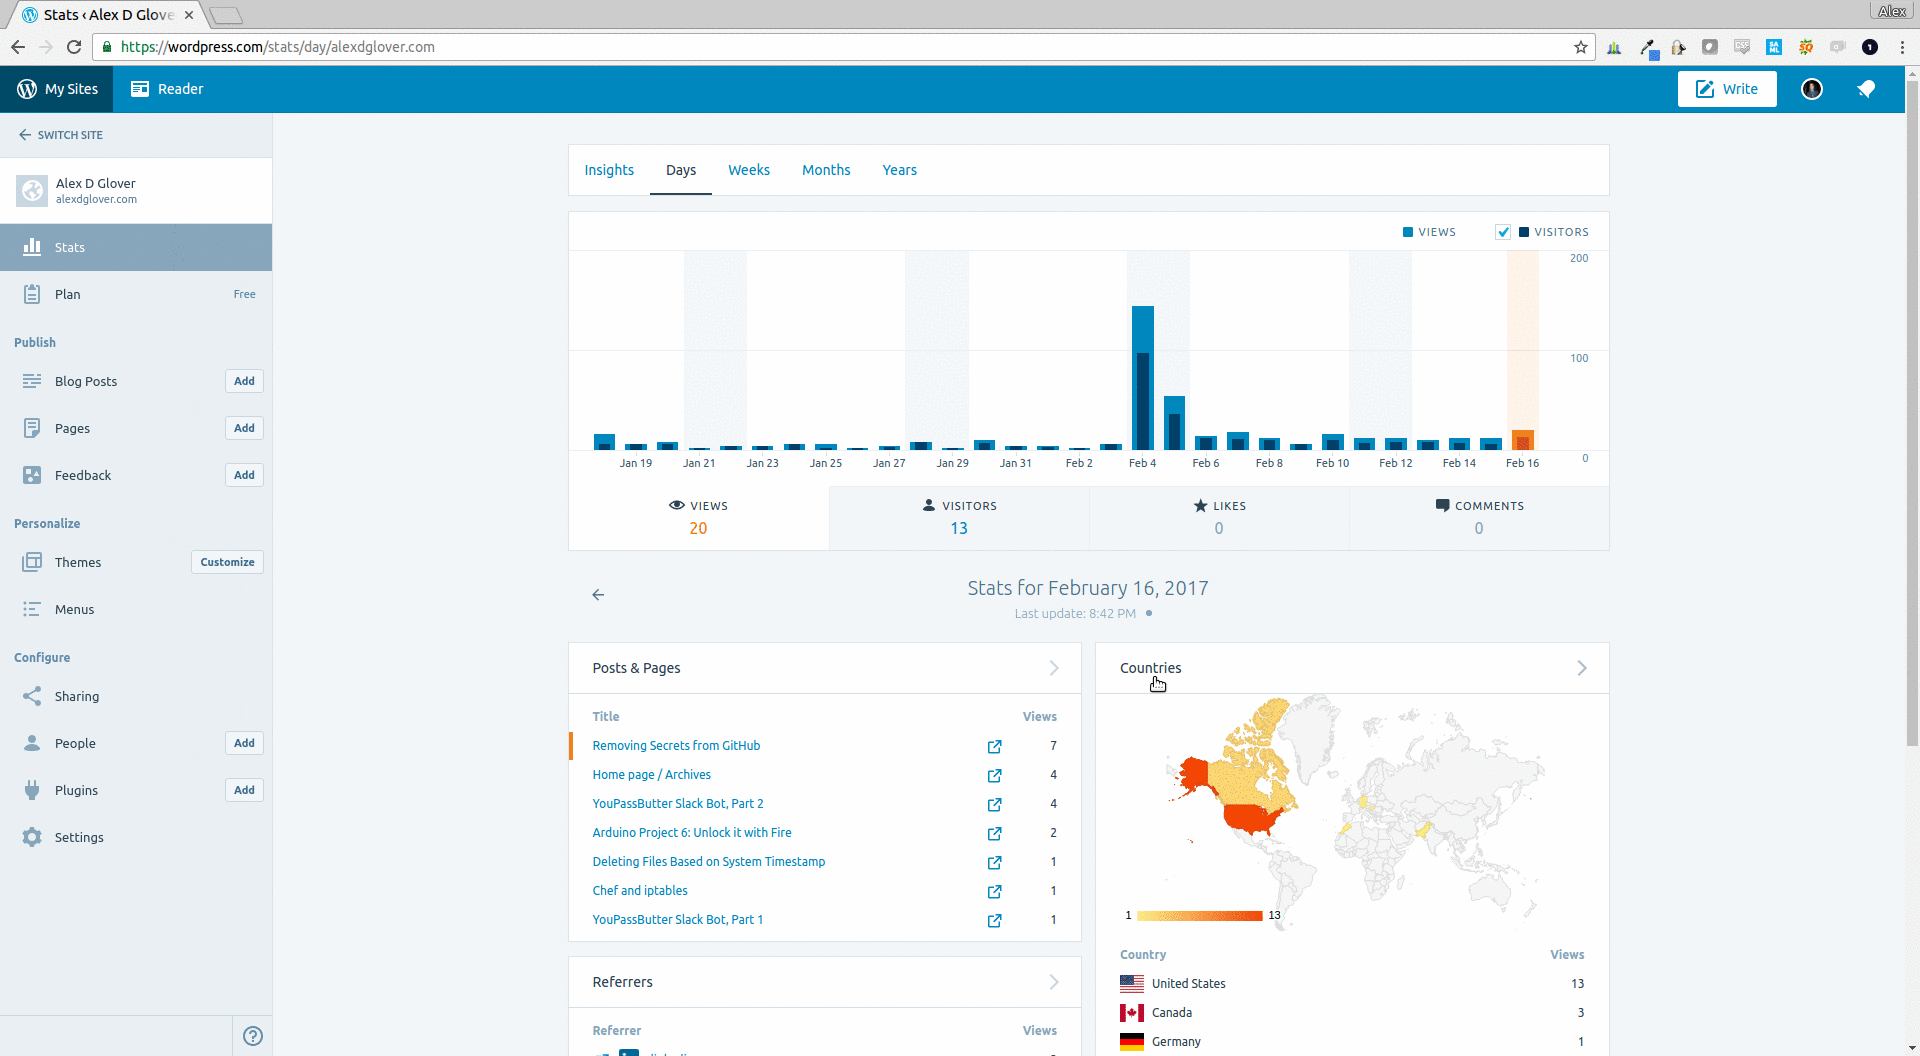 Stats ‹ Alex D Glove
Alex
https://wordpress.com/stats/day/alexdglover.com
My Sites
Reader
Write
SWITCH SITE
Alex D Glover
alexdglover.com
Stats
Plan Free
Publish
Blog Posts Add
Pages Add
Feedback Add
Personalize
Themes Customize
Menus
Configure
Sharing
People Add
Plugins Add
Settings
Insights Days Weeks Months Years
VIEWS VISITORS
200
100
0
Jan 19 Jan 21 Jan 23 Jan 25 Jan 27 Jan 29 Jan 31 Feb 2 Feb 4 Feb 6 Feb 8 Feb 10 Feb 12 Feb 14 Feb 16
VIEWS
20
VISITORS
13
LIKES
0
COMMENTS
0
Stats for February 16, 2017
Last update: 8:42 PM
Posts & Pages
Title Views
Removing Secrets from GitHub 7
Home page / Archives 4
YouPassButter Slack Bot, Part 2 4
Arduino Project 6: Unlock it with Fire 2
Deleting Files Based on System Timestamp 1
Chef and iptables 1
YouPassButter Slack Bot, Part 1 1
Referrers
Referrer Views
Countries
1 13
Country Views
United States 13
Canada 3
Germany 1